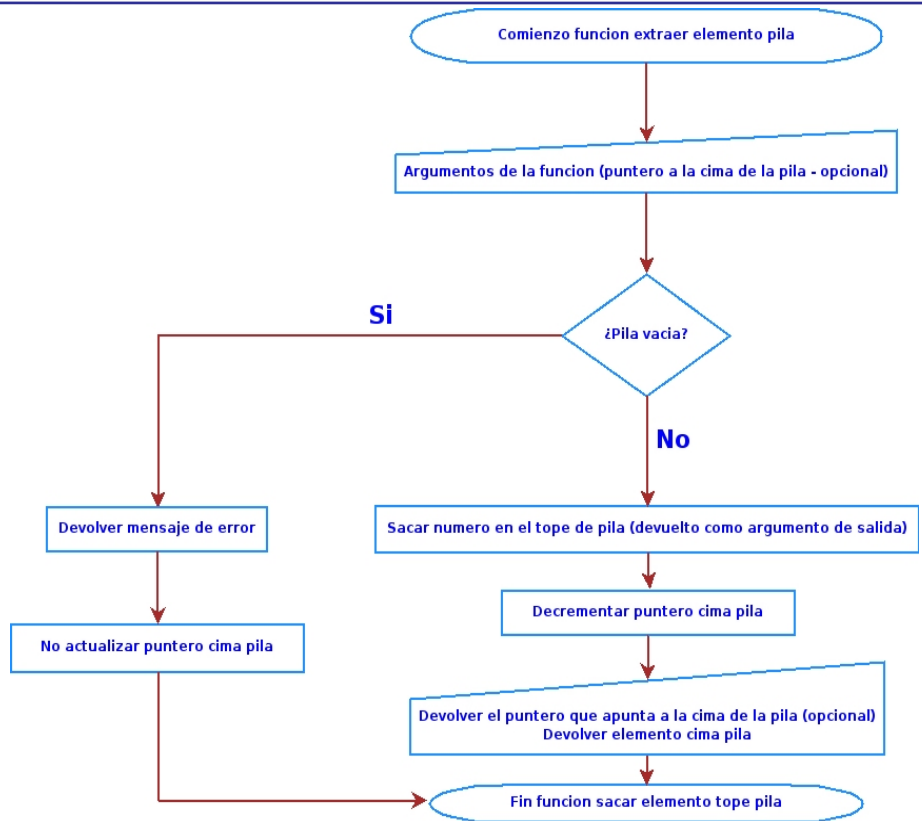 Comienzo funcion extraer elemento pila
Argumentos de la funcion (puntero a la cima de la pila - opcional)
¿Pila vacia?
Si
No
Devolver mensaje de error
Sacar numero en el tope de pila (devuelto como argumento de salida)
Decrementar puntero cima pila
No actualizar puntero cima pila
Devolver el puntero que apunta a la cima de la pila (opcional)
Devolver elemento cima pila
Fin funcion sacar elemento tope pila